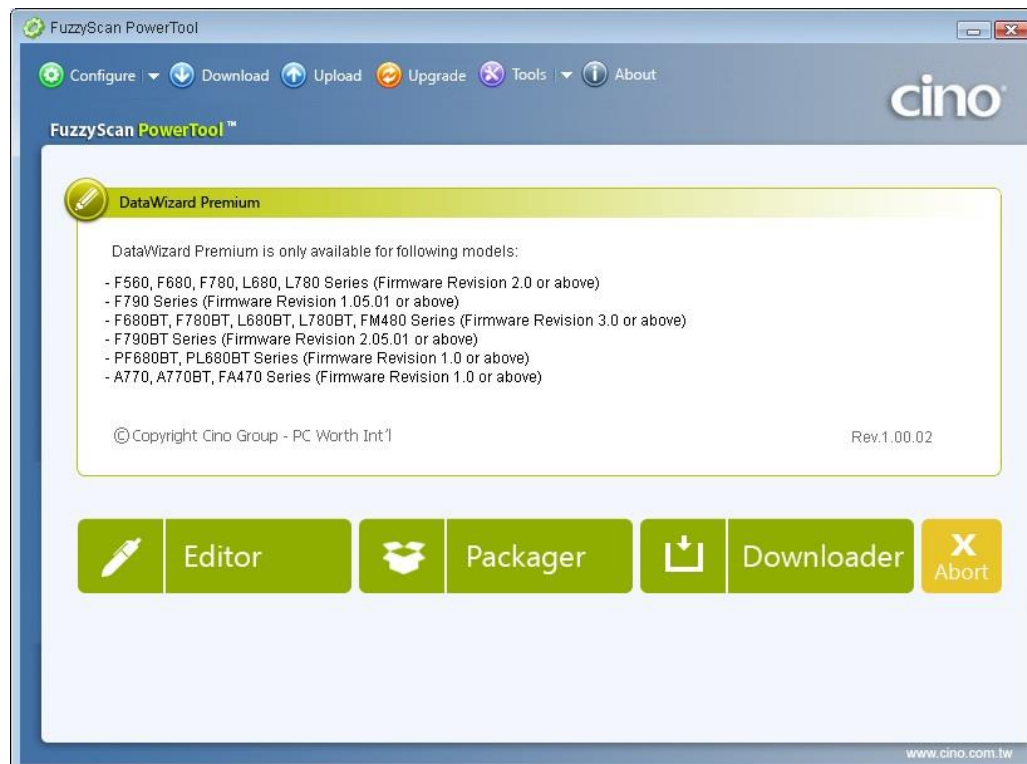 FuzzyScan PowerTool
Configure Download Upload Upgrade Tools About
cino
FuzzyScan PowerTool™
DataWizard Premium
DataWizard Premium is only available for following models:
- F560, F680, F780, L680, L780 Series (Firmware Revision 2.0 or above)
- F790 Series (Firmware Revision 1.05.01 or above)
- F680BT, F780BT, L680BT, L780BT, FM480 Series (Firmware Revision 3.0 or above)
- F790BT Series (Firmware Revision 2.05.01 or above)
- PF680BT, PL680BT Series (Firmware Revision 1.0 or above)
- A770, A770BT, FA470 Series (Firmware Revision 1.0 or above)
©Copyright Cino Group - PC Worth Int'l Rev.1.00.02
Editor Packager Downloader X
Abort
www.cino.com.tw